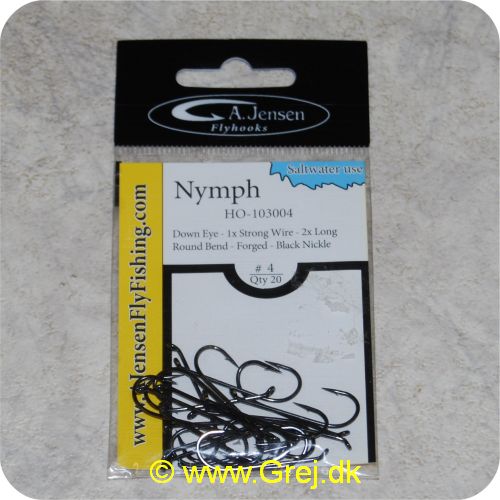 A.Jensen
Flyhooks
Saltwater use
Nymph
HO-103004
Down Eye - 1x Strong Wire - 2x Long
Round Bend - Forged - Black Nickle
# 4
Qty 20
www.JensenFlyFishing.com
© www.Grej.dk